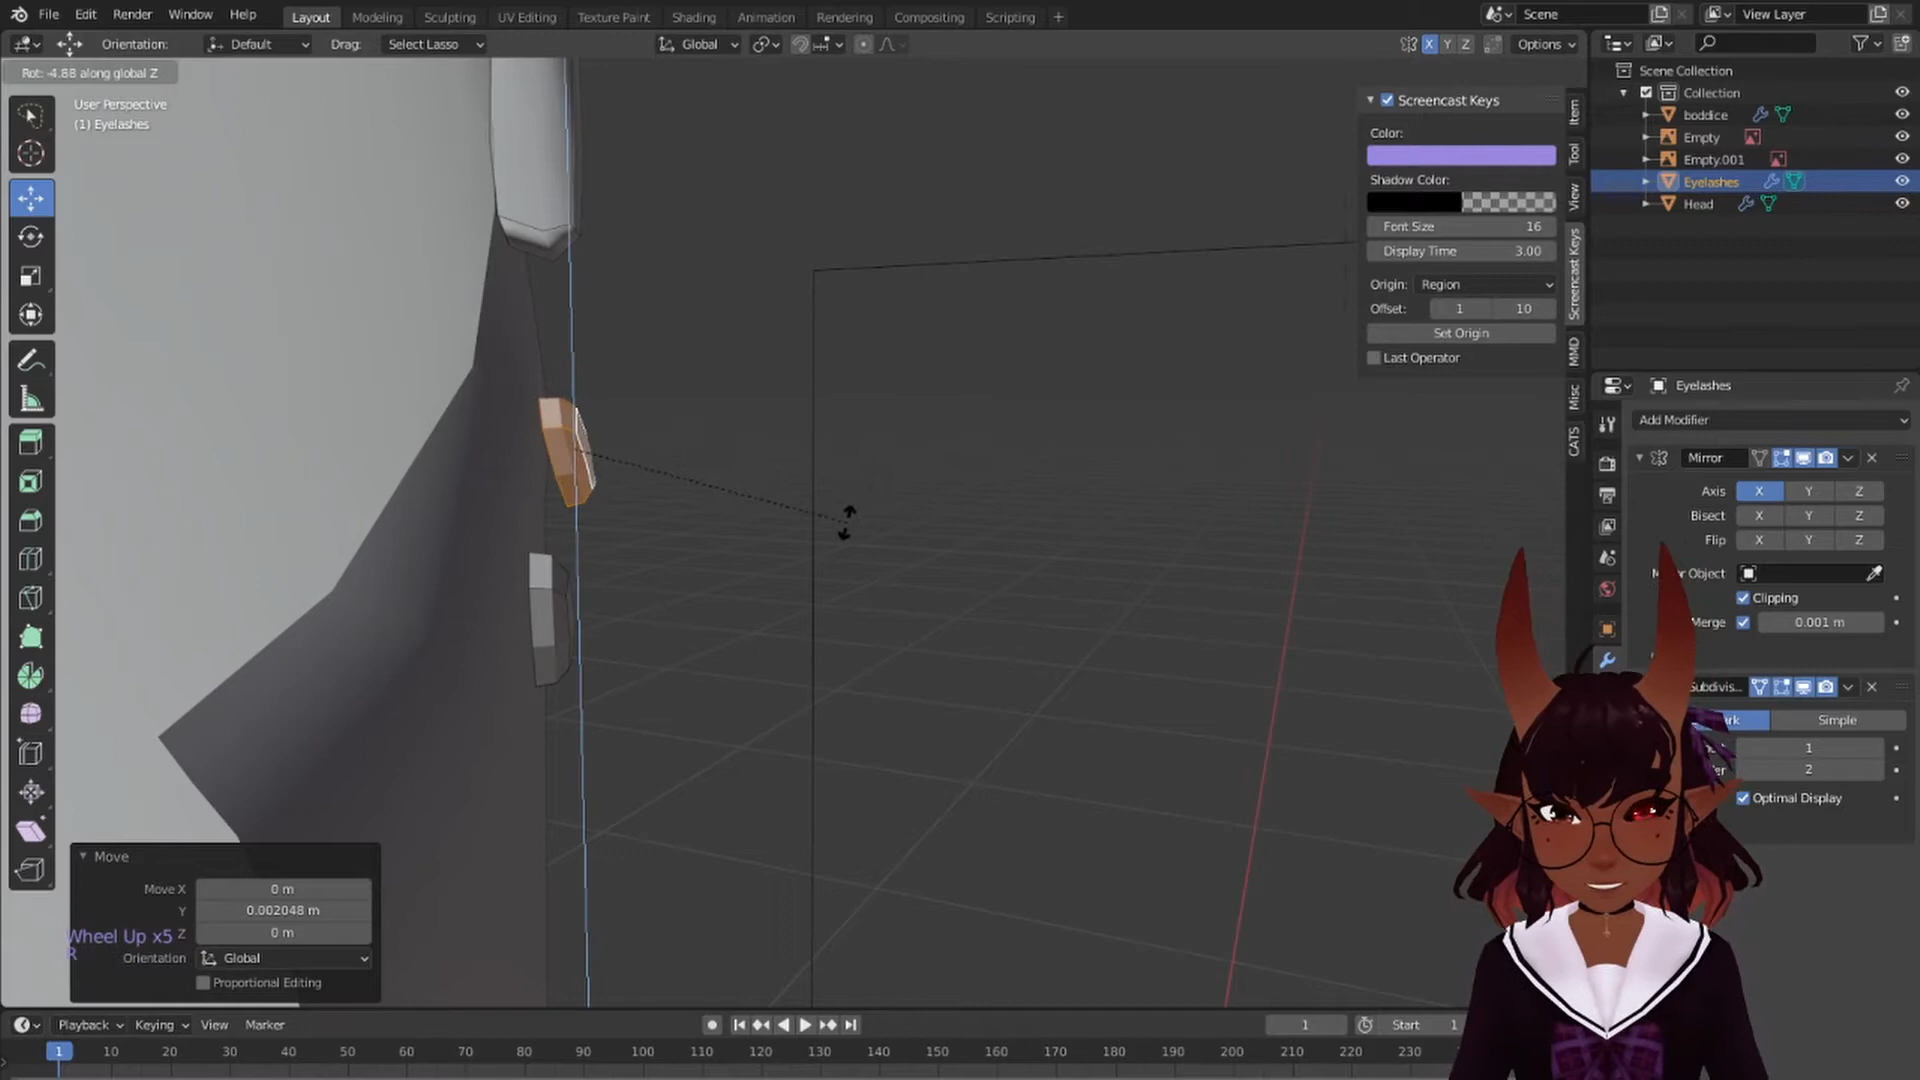 File Edit Render Window Help Layout Modeling Sculpting UV Editing Texture Paint Shading Animation Rendering Compositing Scripting + Scene View Layer
Orientation: Default Drag: Select Lasso Global X Y Z Options
Rot: -4.88 along global Z
User Perspective
(1) Eyelashes
Screencast Keys
Color:
Shadow Color:
Font Size 16
Display Time 3.00
Origin: Region
Offset: 1 10
Set Origin
Last Operator
Item
Tool
View
Screencast Keys
MMD
Misc
CATS
Scene Collection
Collection
boddice
Empty
Empty.001
Eyelashes
Head
Eyelashes
Add Modifier
Mirror
Axis X Y Z
Bisect X Y Z
Flip X Y Z
Object
Clipping
Merge 0.001 m
Subdivis...
Simple
1
2
Optimal Display
Move
Move X 0 m
Y 0.002048 m
Z 0 m
Orientation Global
Proportional Editing
Wheel Up x5
R
Playback Keying View Marker 1 Start 1
1 10 20 30 40 50 60 70 80 90 100 110 120 130 140 150 160 170 180 190 200 210 220 230